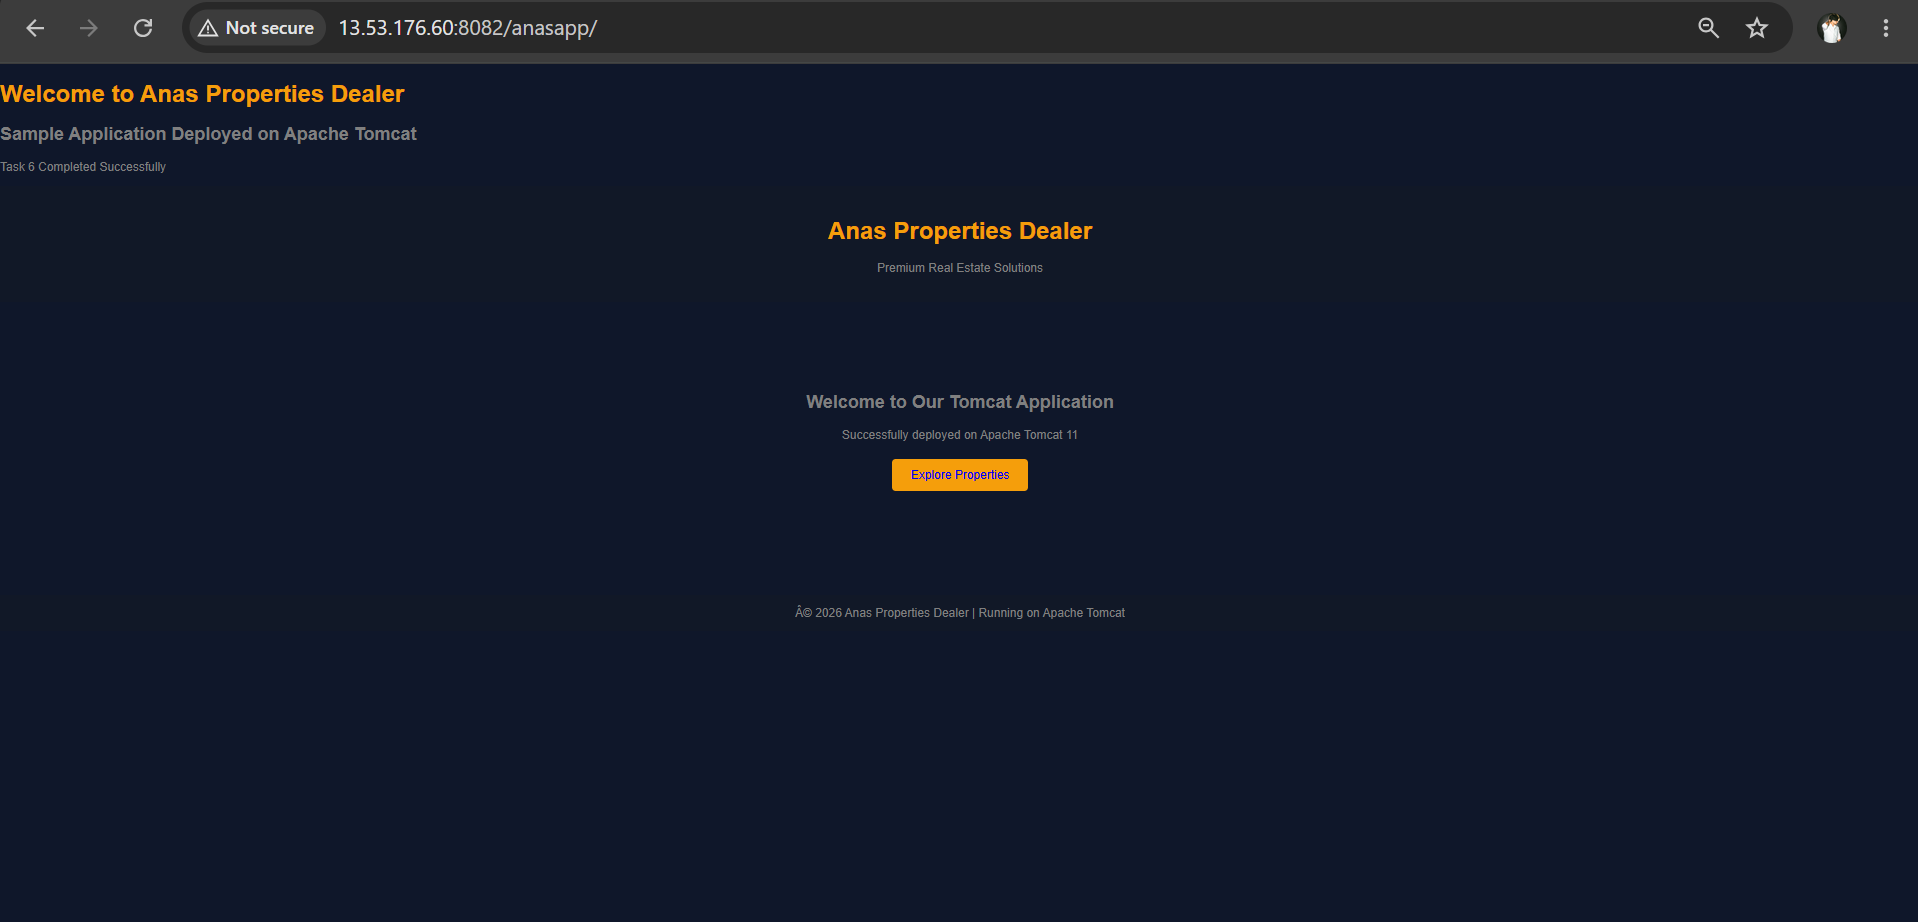 Not secure
13.53.176.60:8082/anasapp/
Welcome to Anas Properties Dealer
Sample Application Deployed on Apache Tomcat
Task 6 Completed Successfully
Anas Properties Dealer
Premium Real Estate Solutions
Welcome to Our Tomcat Application
Successfully deployed on Apache Tomcat 11
Explore Properties
Â© 2026 Anas Properties Dealer | Running on Apache Tomcat